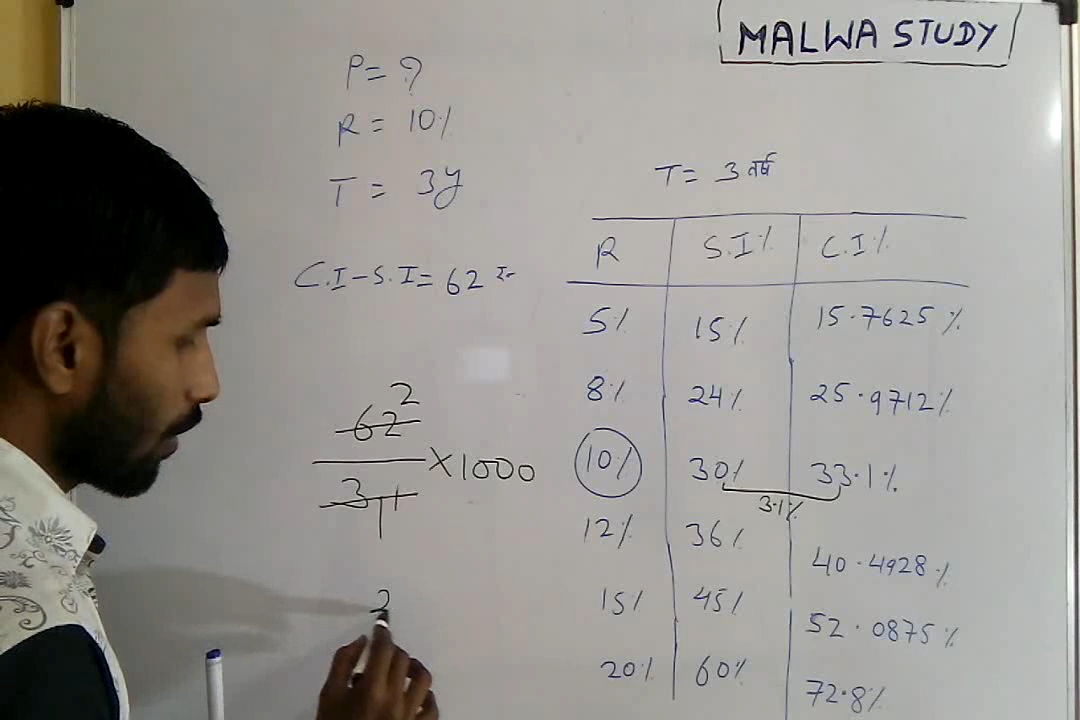 MALWA STUDY
P = ?
R = 10%
T = 3y
C.I - S.I = 62
62 2
31 1
× 1000
2
T = 3 वर्ष
R S.I% C.I%
5% 15% 15.7625%
8% 24% 25.9712%
10% 30% 33.1%
3.1%
12% 36% 40.4928%
15% 45% 52.0875%
20% 60% 72.8%